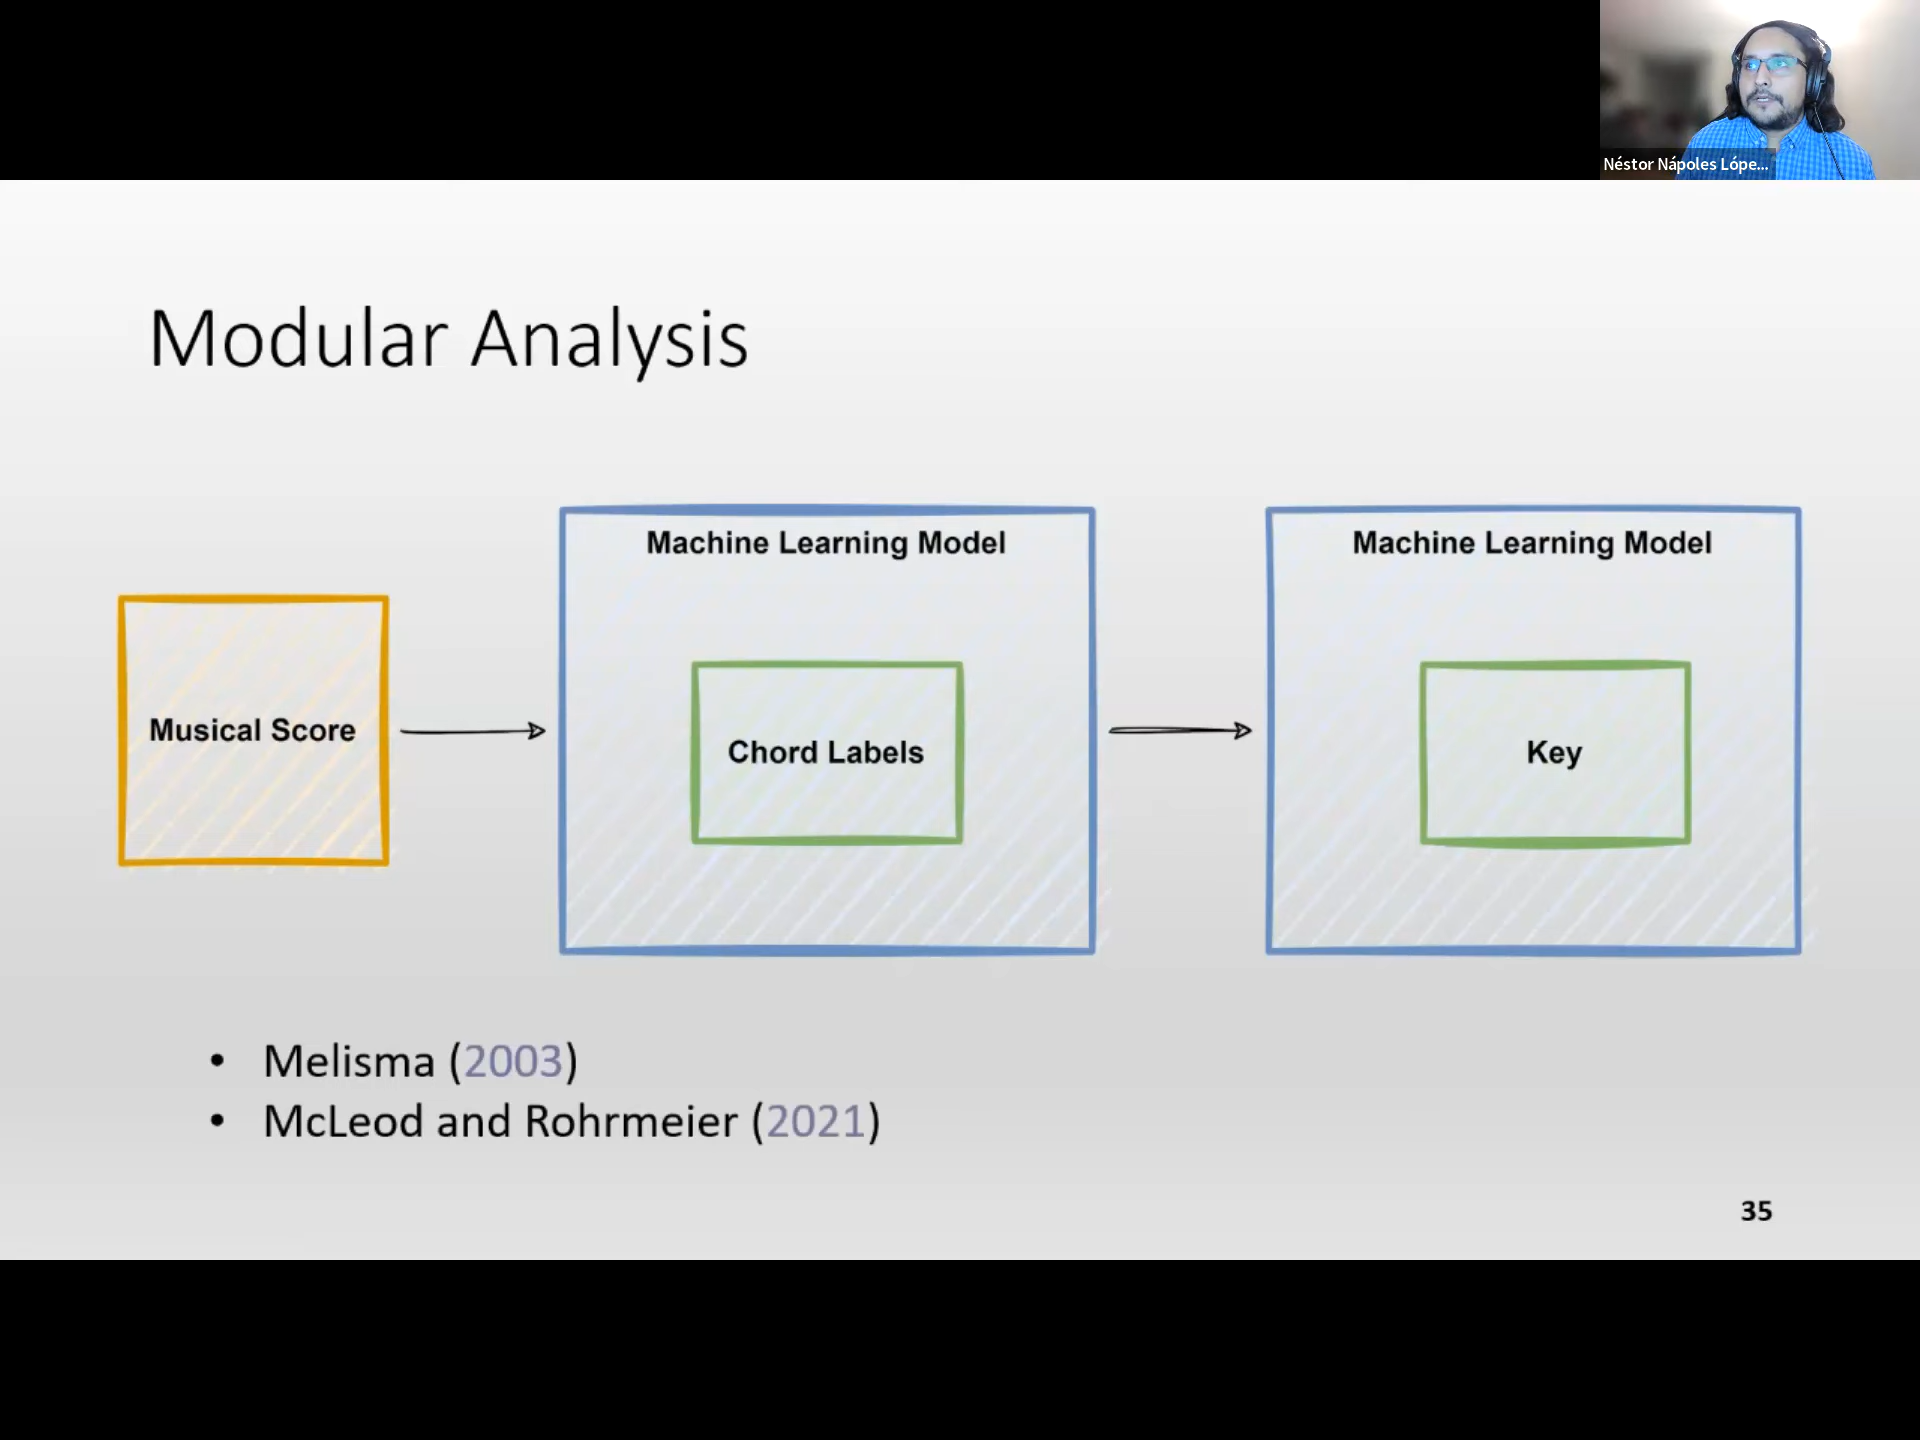 Néstor Nápoles Lópe...
Modular Analysis
Machine Learning Model
Machine Learning Model
Musical Score
Chord Labels
Key
• Melisma (2003)
• McLeod and Rohrmeier (2021)
35